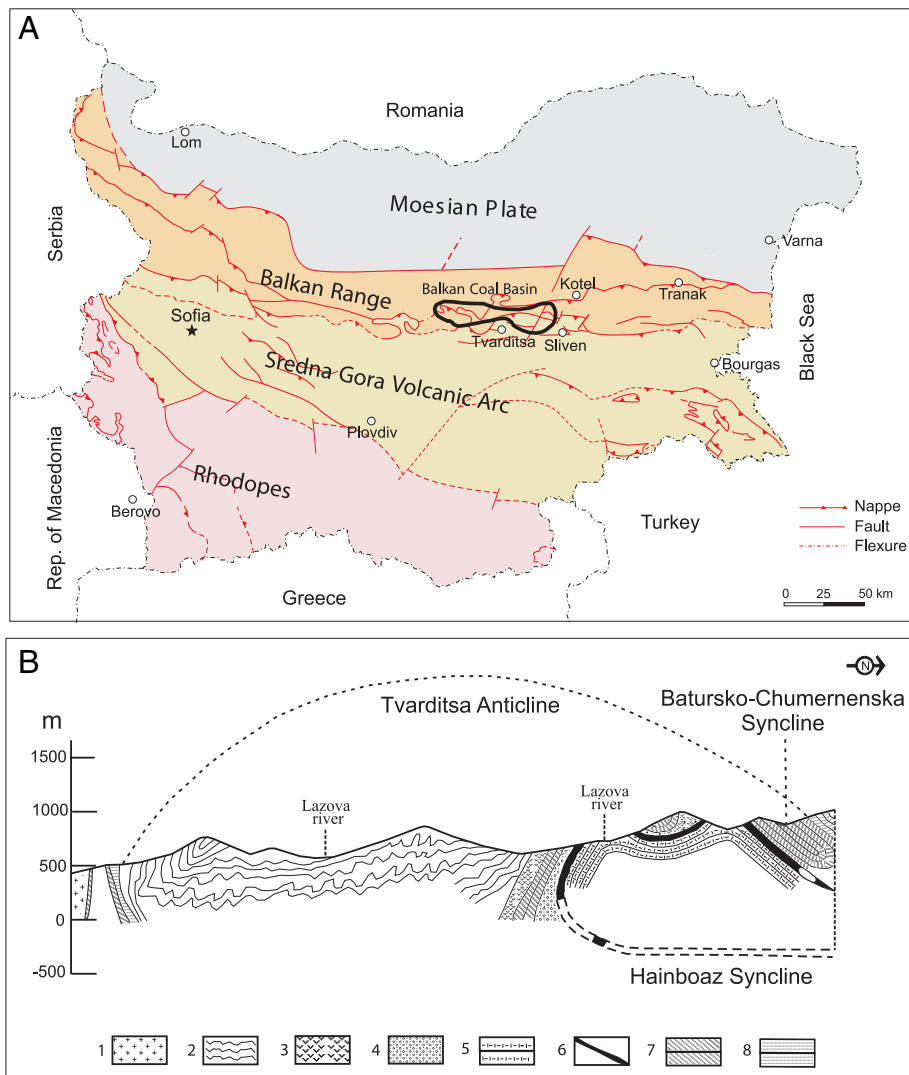 A
Romania
Lom
Moesian Plate
Serbia
Varna
Balkan Range
Balkan Coal Basin
Kotel
Tranak
Sofia
Tvarditsa
Sliven
Black Sea
Bourgas
Sredna Gora Volcanic Arc
Plovdiv
Rhodopes
Rep. of Macedonia
Berovo
Turkey
Greece
Nappe
Fault
Flexure
0 25 50 km
B
N
Tvarditsa Anticline
Batursko-Chumernenska
Syncline
m
1500
1000
500
0
-500
Lazova
river
Lazova
river
Hainboaz Syncline
1 2 3 4 5 6 7 8